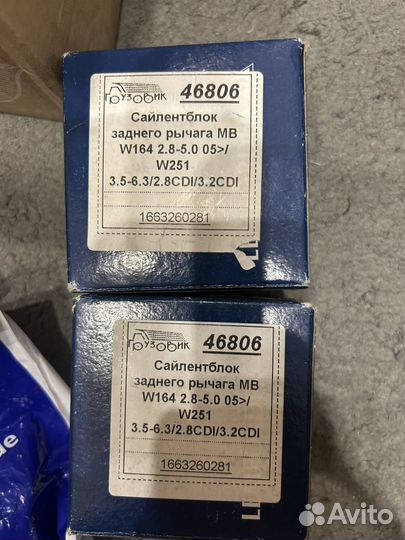 ГРУЗОВИК
46806
Сайлентблок
заднего рычага MB
W164 2.8-5.0 05>/
W251
3.5-6.3/2.8CDI/3.2CDI
1663260281
ГРУЗОВИК
46806
Сайлентблок
заднего рычага MB
W164 2.8-5.0 05>/
W251
3.5-6.3/2.8CDI/3.2CDI
1663260281
de
Avito